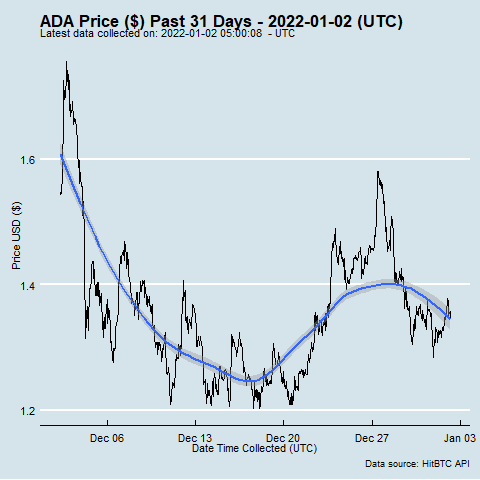 ADA Price ($) Past 31 Days - 2022-01-02 (UTC)
Latest data collected on: 2022-01-02 05:00:08 - UTC
1.6
1.4
1.2
Price USD ($)
Dec 06
Dec 13
Dec 20
Dec 27
Jan 03
Date Time Collected (UTC)
Data source: HitBTC API